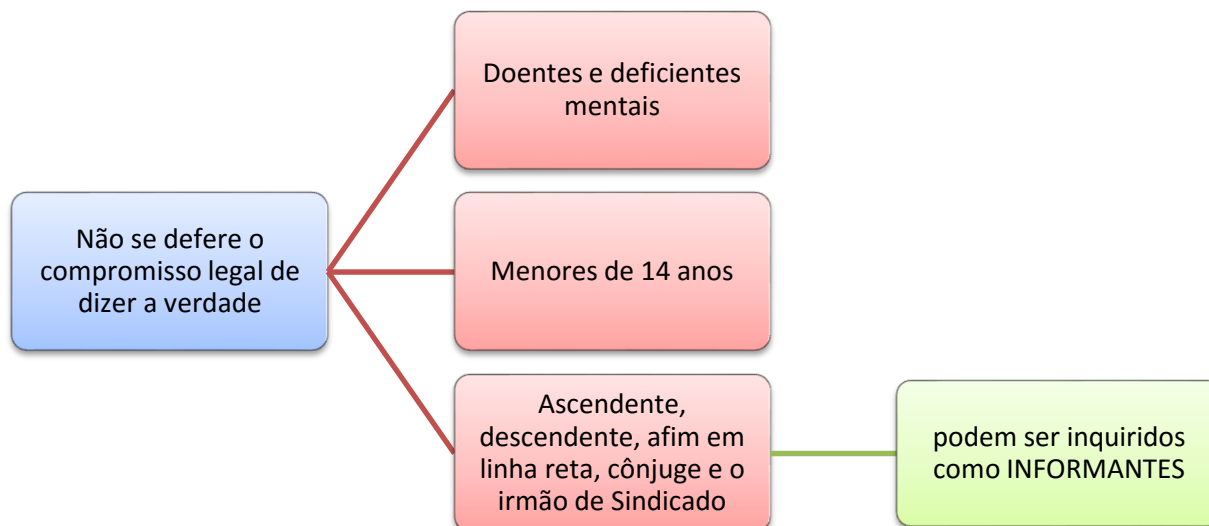 Doentes e deficientes
mentais
Não se defere o
compromisso legal de
dizer a verdade
Menores de 14 anos
Ascendente,
descendente, afim em
linha reta, cônjuge e o
irmão de Sindicado
podem ser inquiridos
como INFORMANTES